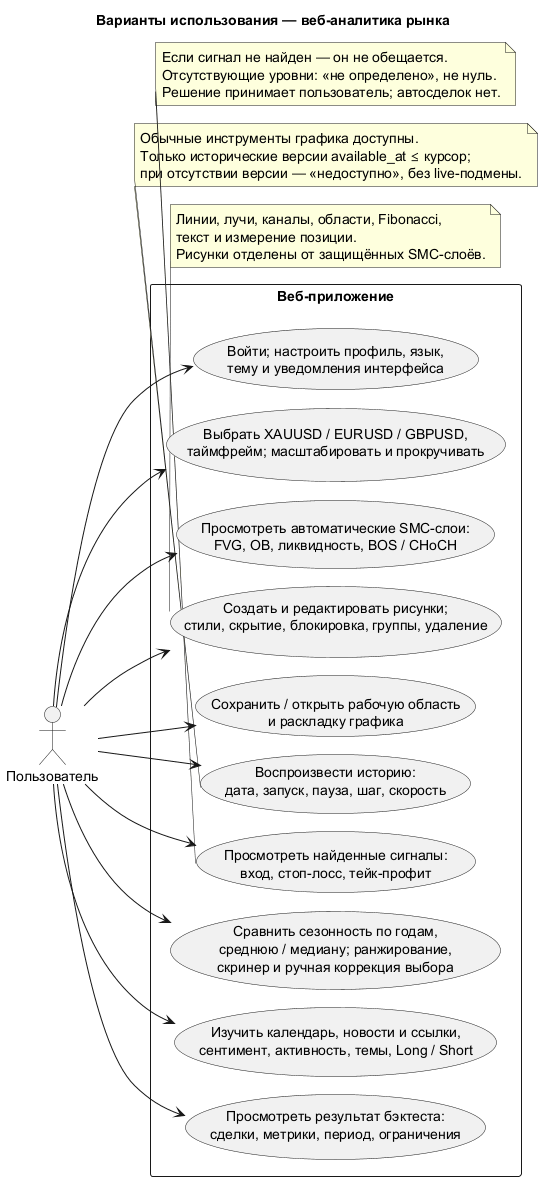 Варианты использования — веб-аналитика рынка
Если сигнал не найден — он не обещается.
Отсутствующие уровни: «не определено», не нуль.
Решение принимает пользователь; автосделок нет.
Обычные инструменты графика доступны.
Только исторические версии available_at ≤ курсор;
при отсутствии версии — «недоступно», без live-подмены.
Линии, лучи, каналы, области, Fibonacci,
текст и измерение позиции.
Рисунки отделены от защищённых SMC-слоёв.
Веб-приложение
Войти; настроить профиль, язык,
тему и уведомления интерфейса
Выбрать XAUUSD / EURUSD / GBPUSD,
таймфрейм; масштабировать и прокручивать
Просмотреть автоматические SMC-слои:
FVG, OB, ликвидность, BOS / CHoCH
Создать и редактировать рисунки;
стили, скрытие, блокировка, группы, удаление
Сохранить / открыть рабочую область
и раскладку графика
Пользователь
Воспроизвести историю:
дата, запуск, пауза, шаг, скорость
Просмотреть найденные сигналы:
вход, стоп-лосс, тейк-профит
Сравнить сезонность по годам,
среднюю / медиану; ранжирование,
скринер и ручная коррекция выбора
Изучить календарь, новости и ссылки,
сентимент, активность, темы, Long / Short
Просмотреть результат бэктеста:
сделки, метрики, период, ограничения